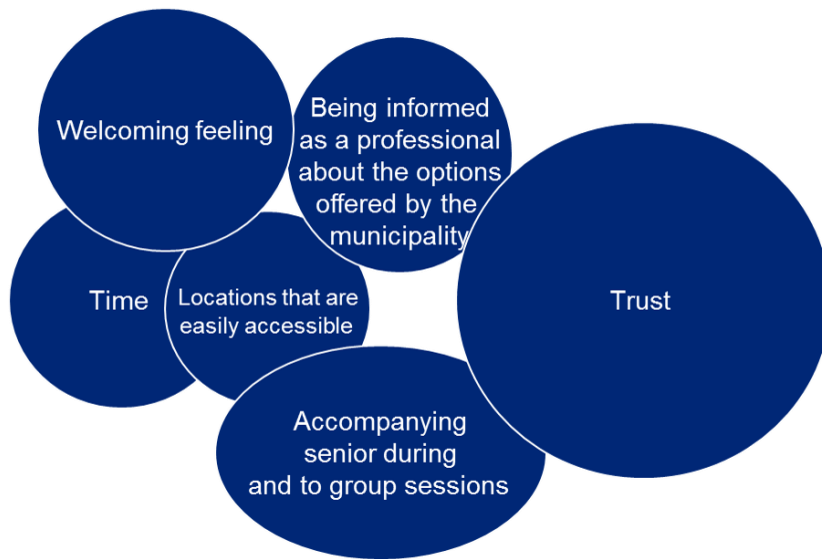 Welcoming feeling
Being informed
as a professional
about the options
offered by the
municipality
Time
Locations that are
easily accessible
Trust
Accompanying
senior during
and to group sessions